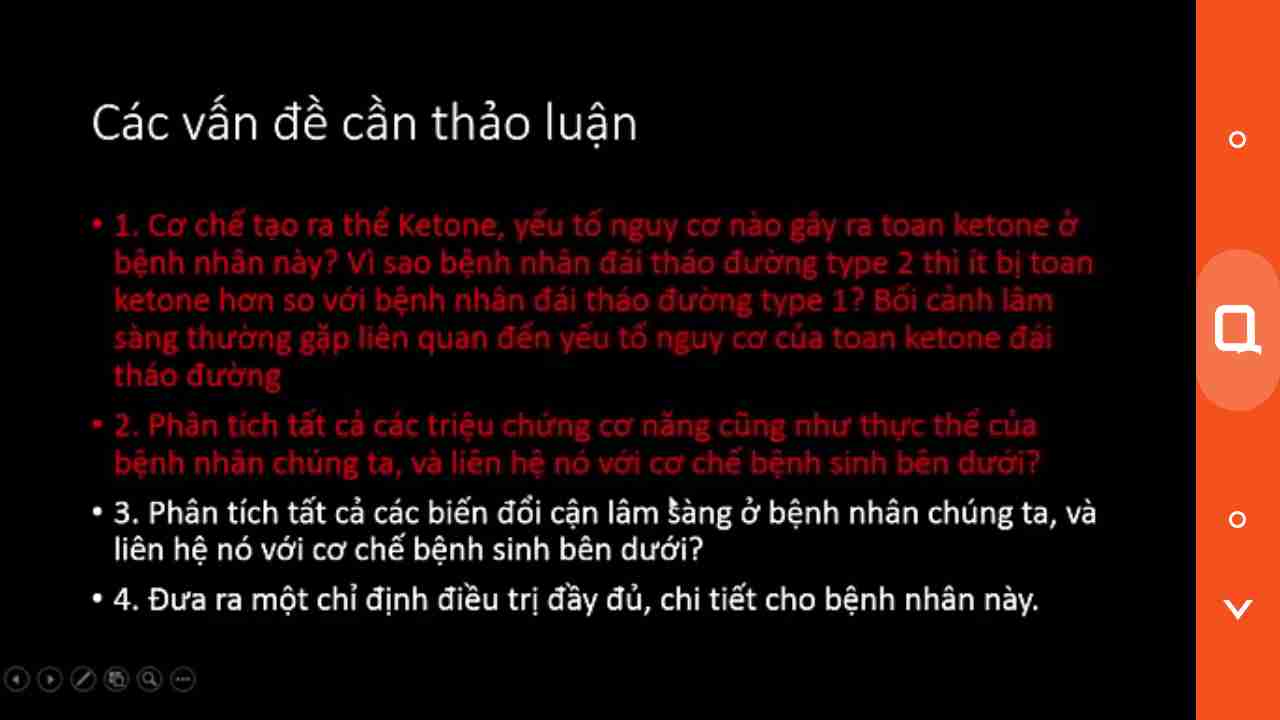 Các vấn đề cần thảo luận
• 1. Cơ chế tạo ra thể Ketone, yếu tố nguy cơ nào gây ra toan ketone ở
bệnh nhân này? Vì sao bệnh nhân đái tháo đường type 2 thì ít bị toan
ketone hơn so với bệnh nhân đái tháo đường type 1? Bối cảnh lâm
sàng thường gặp liên quan đến yếu tố nguy cơ của toan ketone đái
tháo đường
• 2. Phân tích tất cả các triệu chứng cơ năng cũng như thực thể của
bệnh nhân chúng ta, và liên hệ nó với cơ chế bệnh sinh bên dưới?
• 3. Phân tích tất cả các biến đổi cận lâm sàng ở bệnh nhân chúng ta, và
liên hệ nó với cơ chế bệnh sinh bên dưới?
• 4. Đưa ra một chỉ định điều trị đầy đủ, chi tiết cho bệnh nhân này.